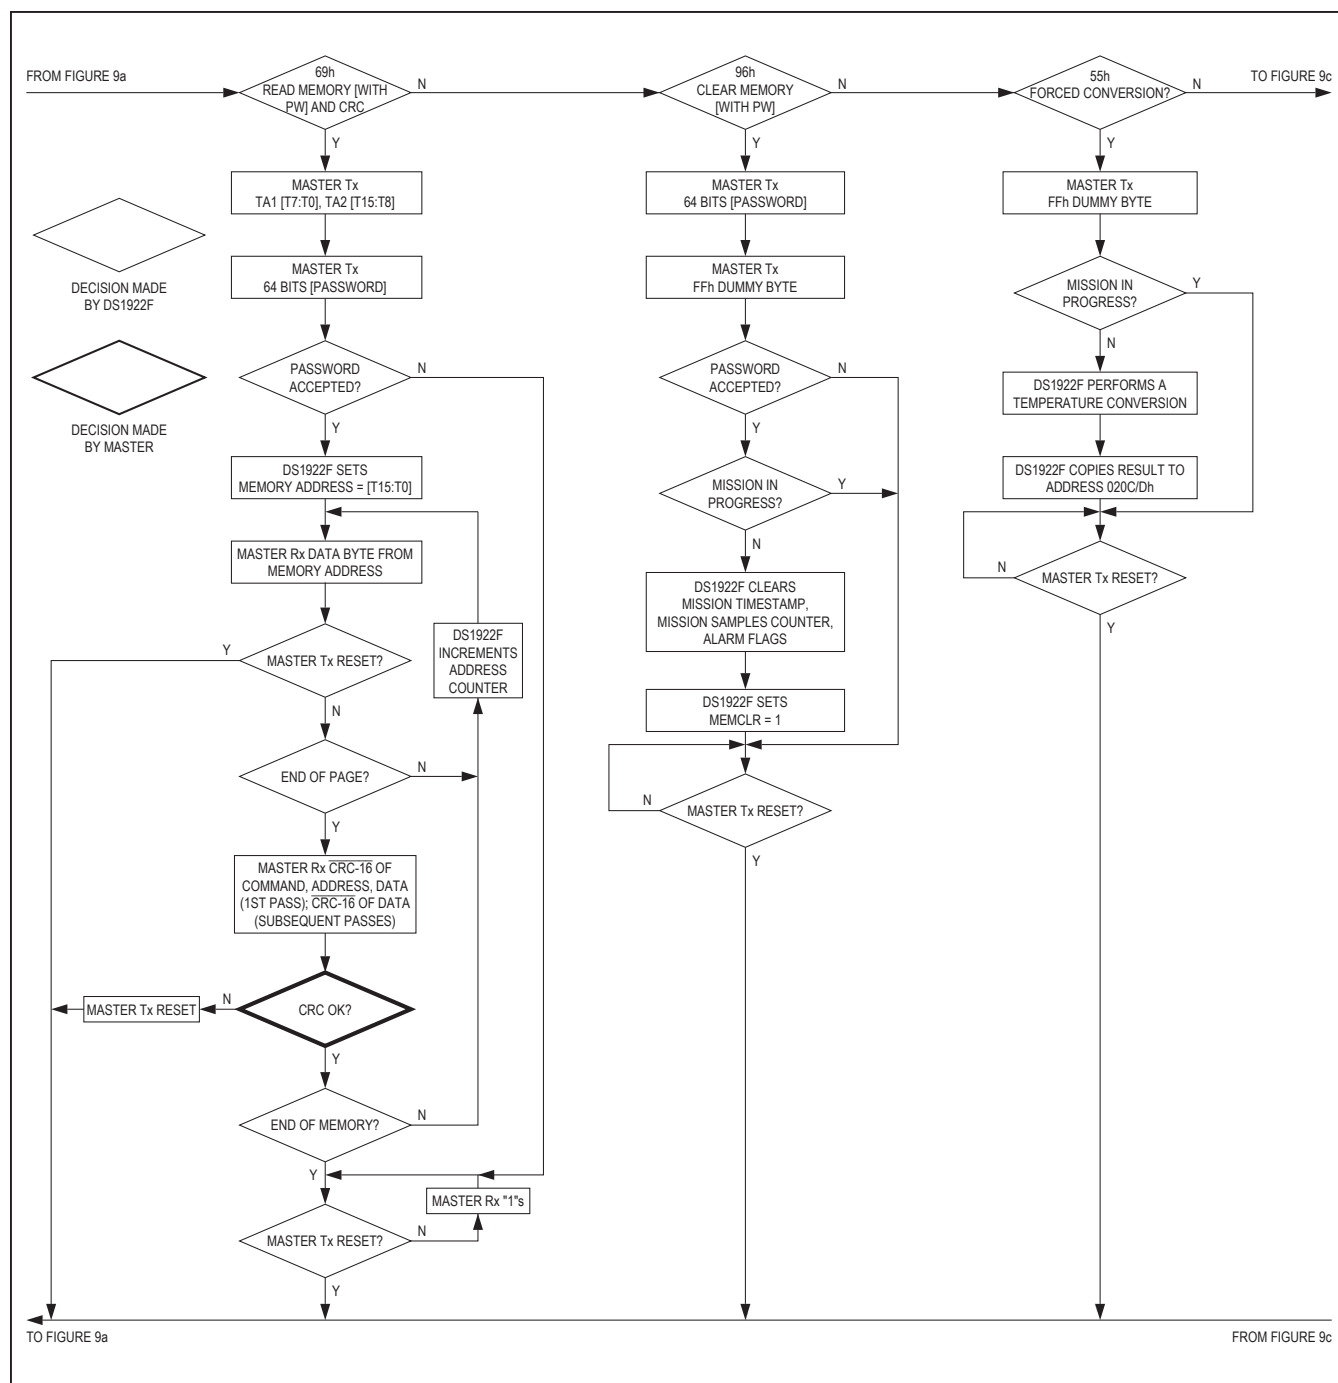 FROM FIGURE 9a
69h
READ MEMORY [WITH
PW] AND CRC
N
Y
96h
CLEAR MEMORY
[WITH PW]
N
Y
55h
FORCED CONVERSION?
N
Y
TO FIGURE 9c
DECISION MADE
BY DS1922F
DECISION MADE
BY MASTER
MASTER Tx
TA1 [T7:T0], TA2 [T15:T8]
MASTER Tx
64 BITS [PASSWORD]
PASSWORD
ACCEPTED?
N
Y
DS1922F SETS
MEMORY ADDRESS = [T15:T0]
MASTER Rx DATA BYTE FROM
MEMORY ADDRESS
Y
MASTER Tx RESET?
N
DS1922F
INCREMENTS
ADDRESS
COUNTER
END OF PAGE?
N
Y
MASTER Rx CRC-16 OF
COMMAND, ADDRESS, DATA
(1ST PASS); CRC-16 OF DATA
(SUBSEQUENT PASSES)
CRC OK?
N
MASTER Tx RESET
Y
END OF MEMORY?
N
Y
MASTER Rx "1"s
MASTER Tx RESET?
N
Y
MASTER Tx
64 BITS [PASSWORD]
MASTER Tx
FFh DUMMY BYTE
PASSWORD
ACCEPTED?
N
Y
MISSION IN
PROGRESS?
Y
N
DS1922F CLEARS
MISSION TIMESTAMP,
MISSION SAMPLES COUNTER,
ALARM FLAGS
DS1922F SETS
MEMCLR = 1
N
MASTER Tx RESET?
Y
MASTER Tx
FFh DUMMY BYTE
MISSION IN
PROGRESS?
Y
N
DS1922F PERFORMS A
TEMPERATURE CONVERSION
DS1922F COPIES RESULT TO
ADDRESS 020C/Dh
N
MASTER Tx RESET?
Y
TO FIGURE 9a
FROM FIGURE 9c